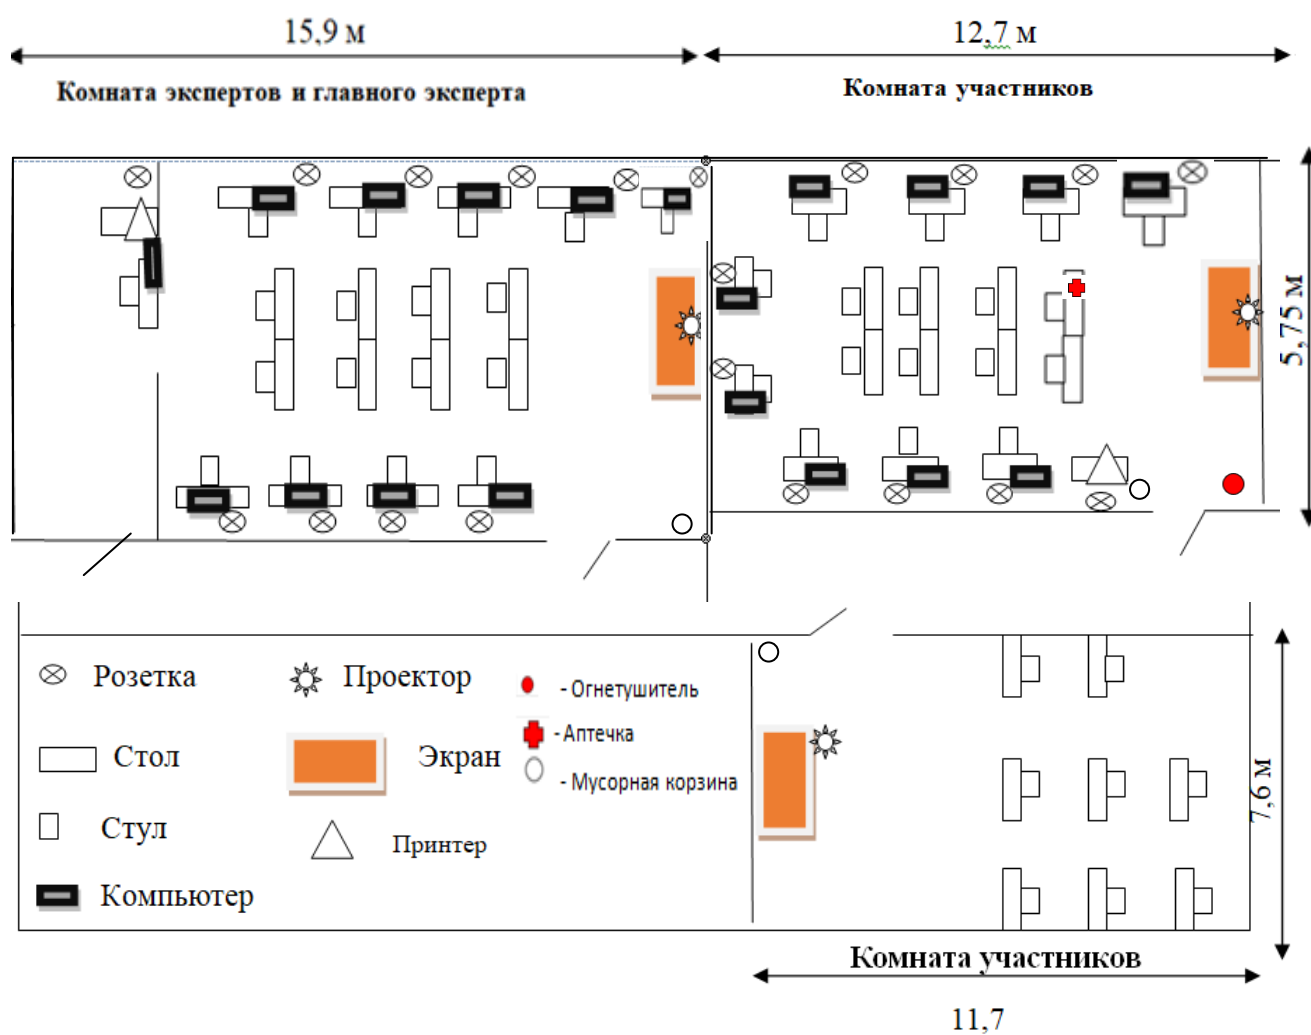 15,9 м
12,7 м
Комната экспертов и главного эксперта
Комната участников
5,75 м
Розетка
Проектор
- Огнетушитель
Стол
Экран
- Аптечка
- Мусорная корзина
Стул
Принтер
Компьютер
7,6 м
Комната участников
11,7